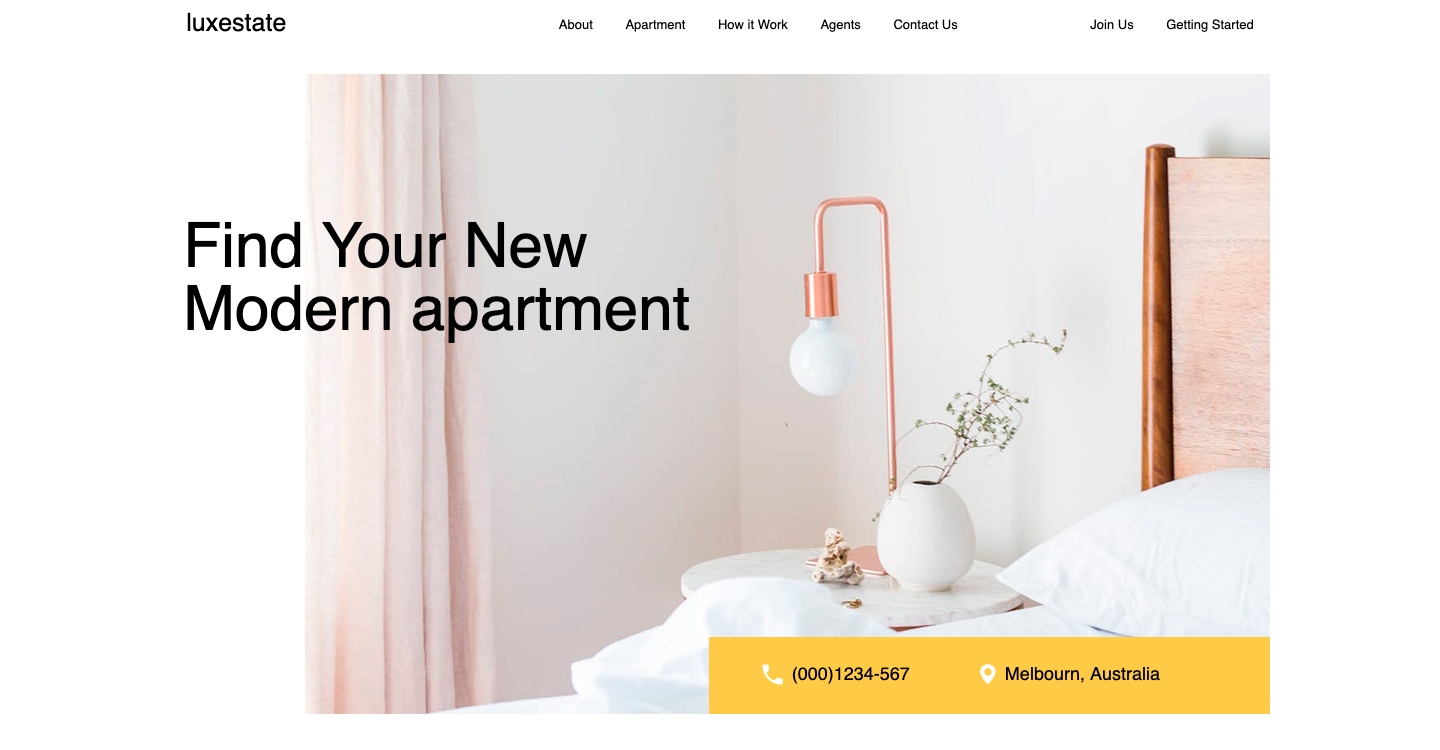 luxestate
About Apartment How it Work Agents Contact Us Join Us Getting Started
Find Your New
Modern apartment
(000)1234-567 Melbourn, Australia